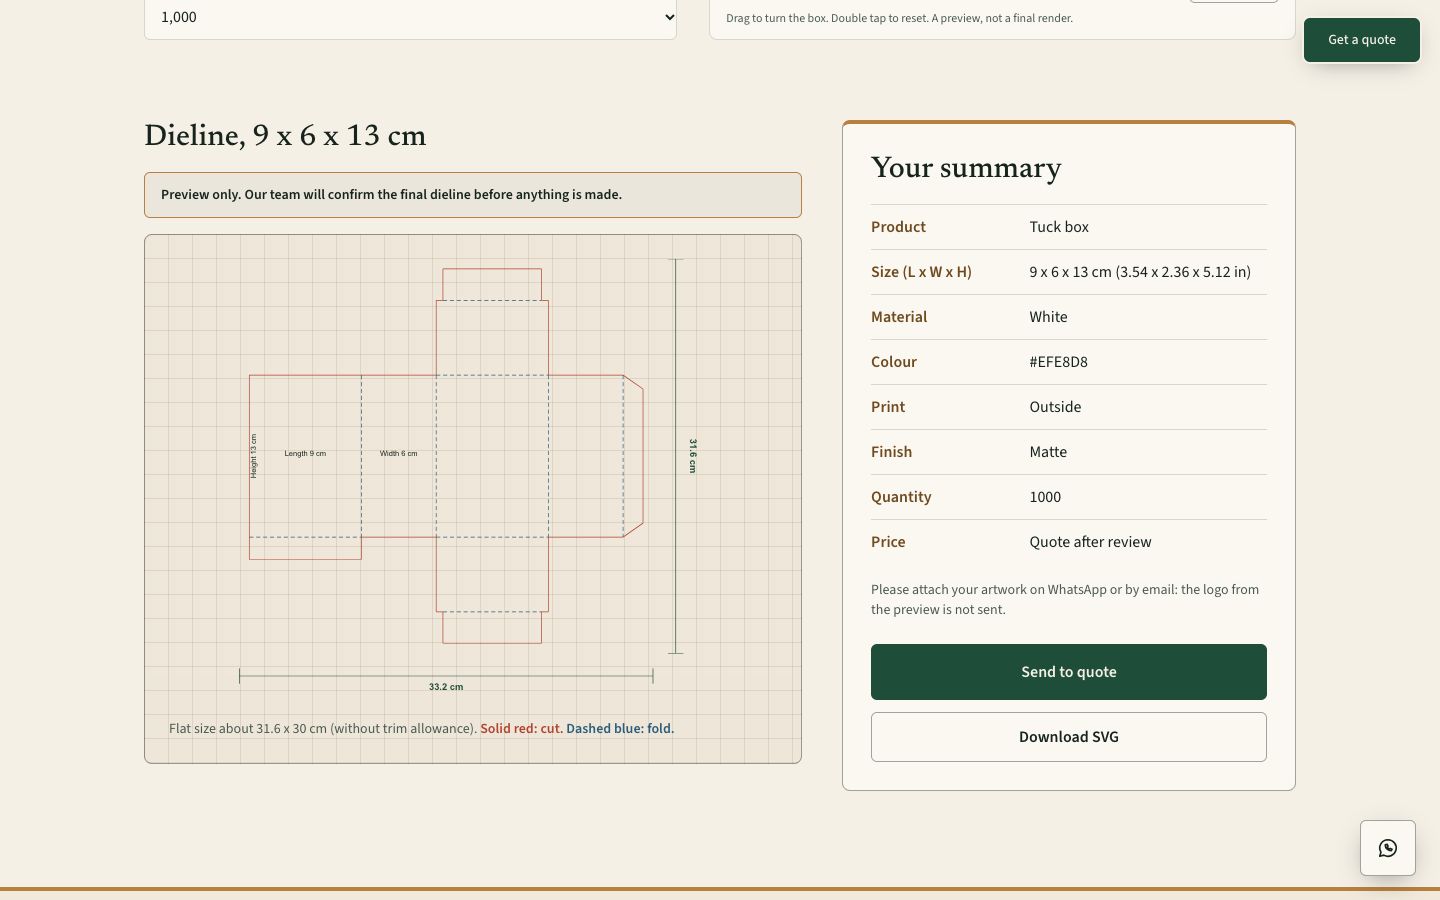 1,000
Drag to turn the box. Double tap to reset. A preview, not a final render.
Get a quote
Dieline, 9 x 6 x 13 cm
Preview only. Our team will confirm the final dieline before anything is made.
Height 13 cm
Length 9 cm
Width 6 cm
31.6 cm
33.2 cm
Flat size about 31.6 x 30 cm (without trim allowance). Solid red: cut. Dashed blue: fold.
Your summary
Product Tuck box
Size (L x W x H) 9 x 6 x 13 cm (3.54 x 2.36 x 5.12 in)
Material White
Colour #EFE8D8
Print Outside
Finish Matte
Quantity 1000
Price Quote after review
Please attach your artwork on WhatsApp or by email: the logo from
the preview is not sent.
Send to quote
Download SVG